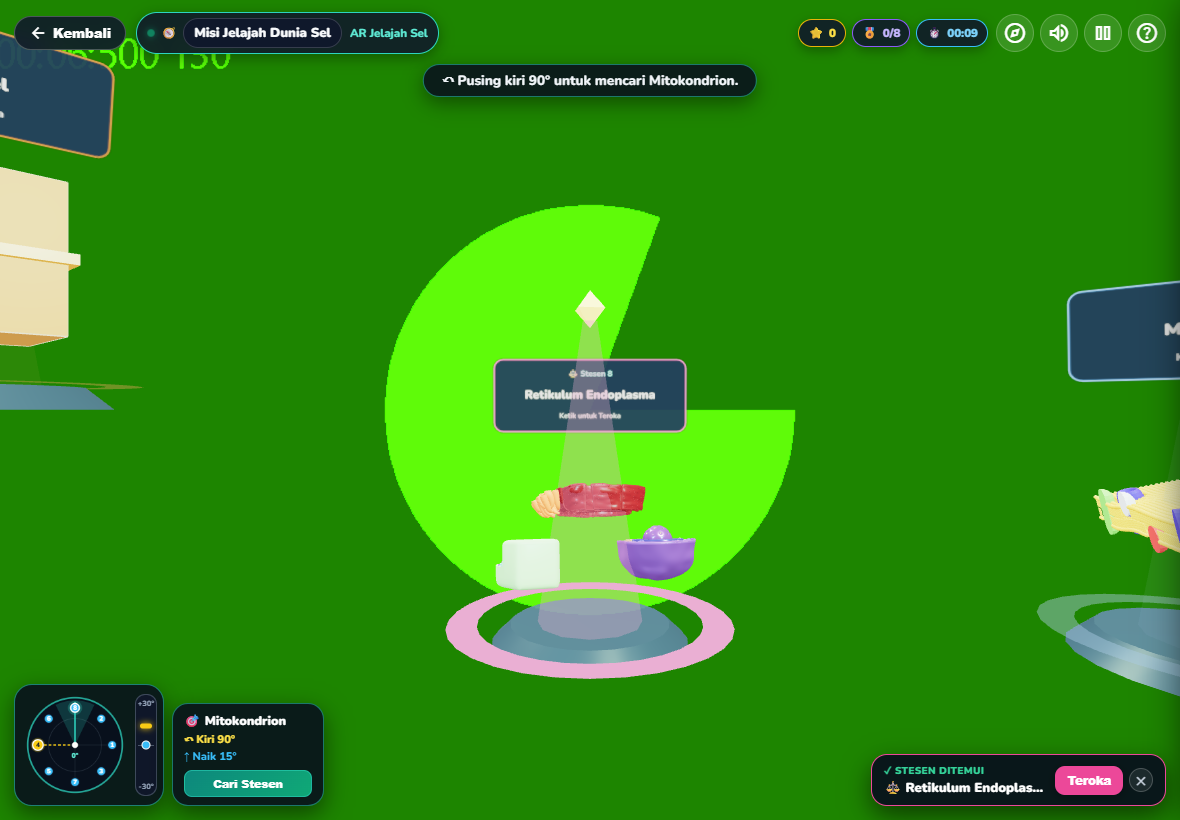 Kembali
Misi Jelajah Dunia Sel
AR Jelajah Sel
0
0/8
00:09
Pusing kiri 90° untuk mencari Mitokondrion.
Stesen 8
Retikulum Endoplasma
Ketik untuk Teroka
+30°
-30°
0°
Mitokondrion
Kiri 90°
↑ Naik 15°
Cari Stesen
✓ STESEN DITEMUI
Retikulum Endoplas...
Teroka